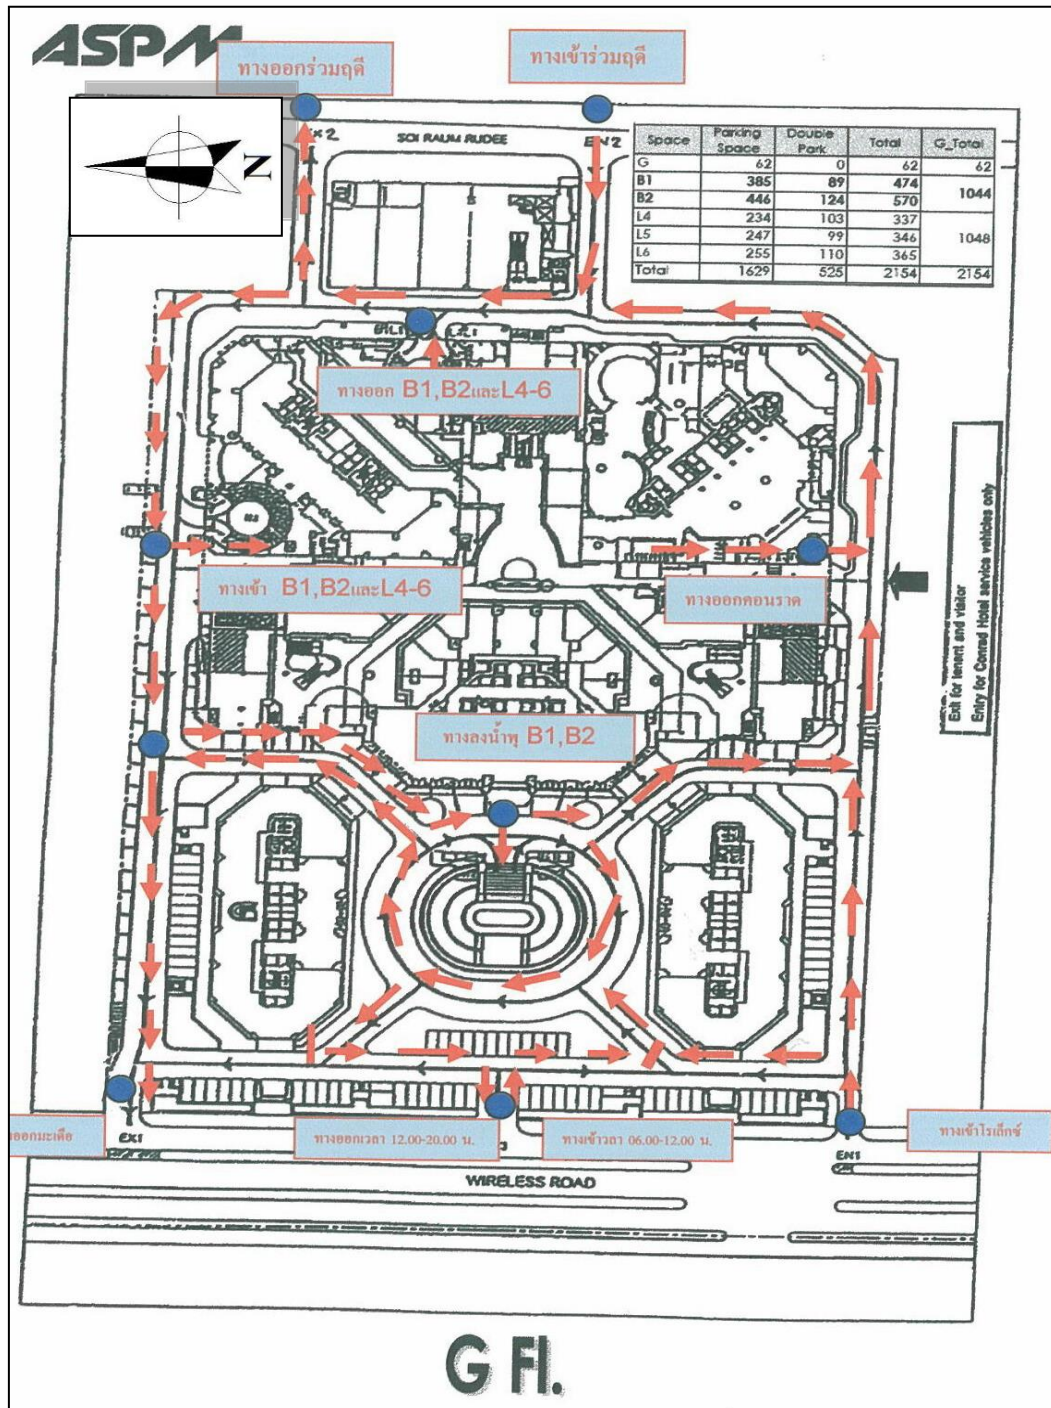 ASPM
ทางออกร่วมฤดี
ทางเข้าร่วมฤดี
EX 2
SOI RAUM RUDEE
EN 2
Space Parking Space Double Park Total G_Total
G 62 0 62 62
B1 385 89 474 1044
B2 446 124 570
L4 234 103 337
L5 247 99 346 1048
L6 255 110 365
Total 1629 525 2154 2154
N
ทางออก B1,B2และL4-6
ทางเข้า B1,B2และL4-6
ทางออกคอนราด
Exit for tenant and visitor
Entry for Conrad Hotel service vehicles only
ทางลงน้ำพุ B1,B2
ออกมะเดือ
ทางออกเวลา 12.00-20.00 น.
ทางเข้าวลา 06.00-12.00 น.
ทางเข้าโรเล็กซ์
EX1
EN1
WIRELESS ROAD
G Fl.